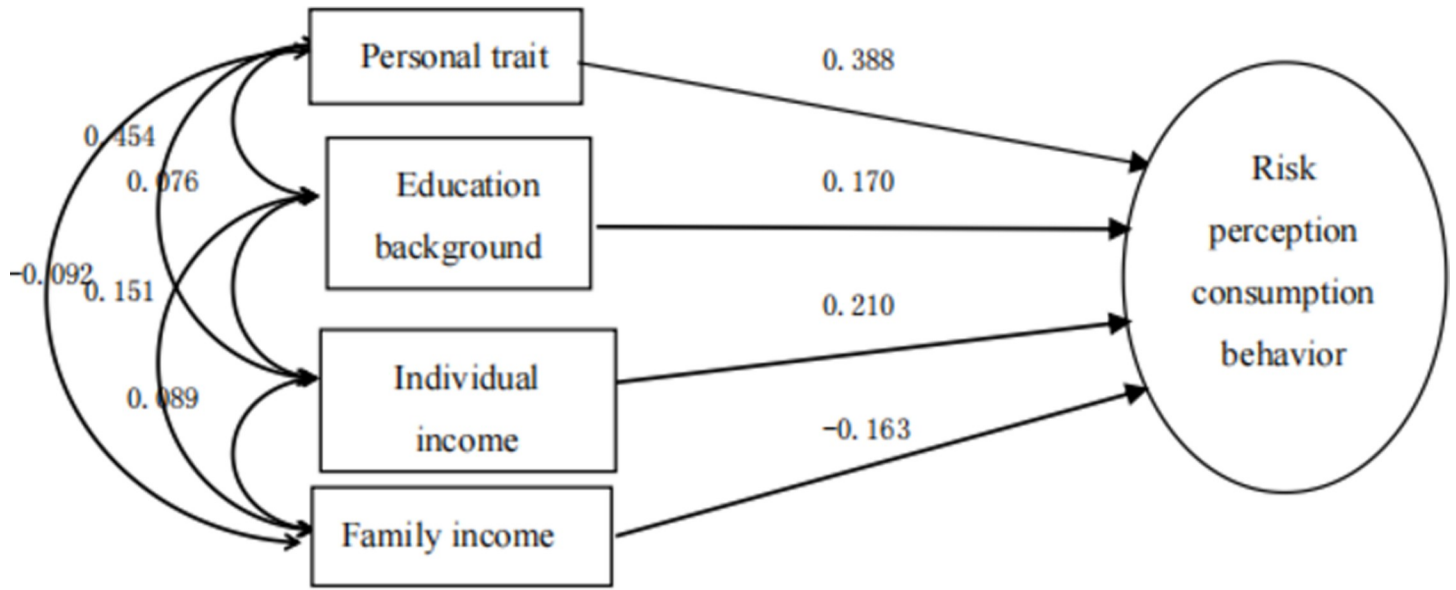 Personal trait
0.388
0.454
0.076
Education
background
0.170
Risk
perception
consumption
behavior
-0.092
0.151
0.210
Individual
income
0.089
-0.163
Family income